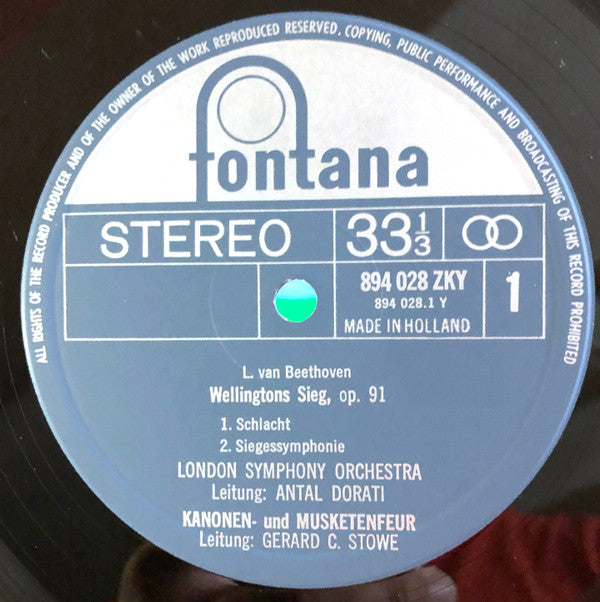 ALL RIGHTS OF THE RECORD PRODUCER AND OF THE OWNER OF THE WORK REPRODUCED RESERVED. COPYING, PUBLIC PERFORMANCE AND BROADCASTING OF THIS RECORD PROHIBITED
fontana
STEREO 33 1/3
894 028 ZKY 1
894 028.1 Y
MADE IN HOLLAND
L. van Beethoven
Wellingtons Sieg, op. 91
1. Schlacht
2. Siegessymphonie
LONDON SYMPHONY ORCHESTRA
Leitung: ANTAL DORATI
KANONEN- und MUSKETENFEUR
Leitung: GERARD C. STOWE